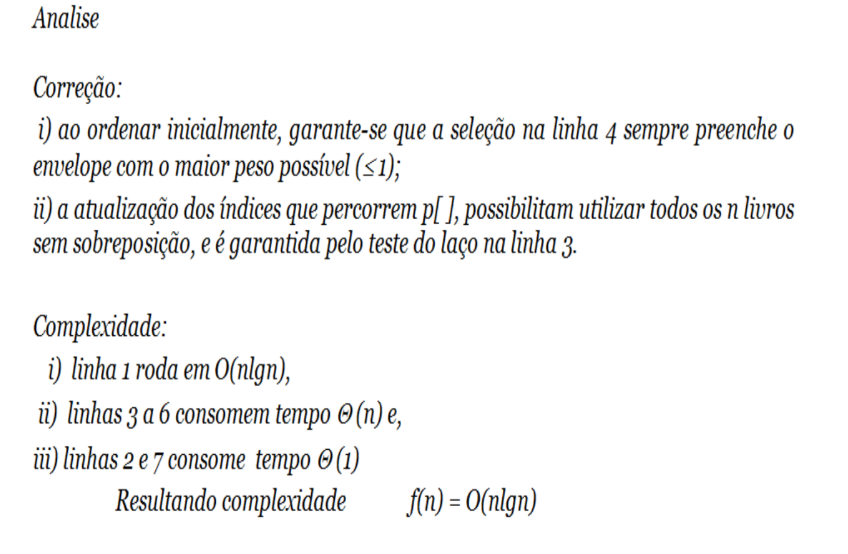 Analise
Correção:
i) ao ordenar inicialmente, garante-se que a seleção na linha 4 sempre preenche o
envelope com o maior peso possível (≤1);
ii) a atualização dos índices que percorrem p[ ], possibilitam utilizar todos os n livros
sem sobreposição, e é garantida pelo teste do laço na linha 3.
Complexidade:
i) linha 1 roda em O(nlgn),
ii) linhas 3 a 6 consomem tempo Θ(n) e,
iii) linhas 2 e 7 consome tempo Θ(1)
Resultando complexidade f(n) = O(nlgn)